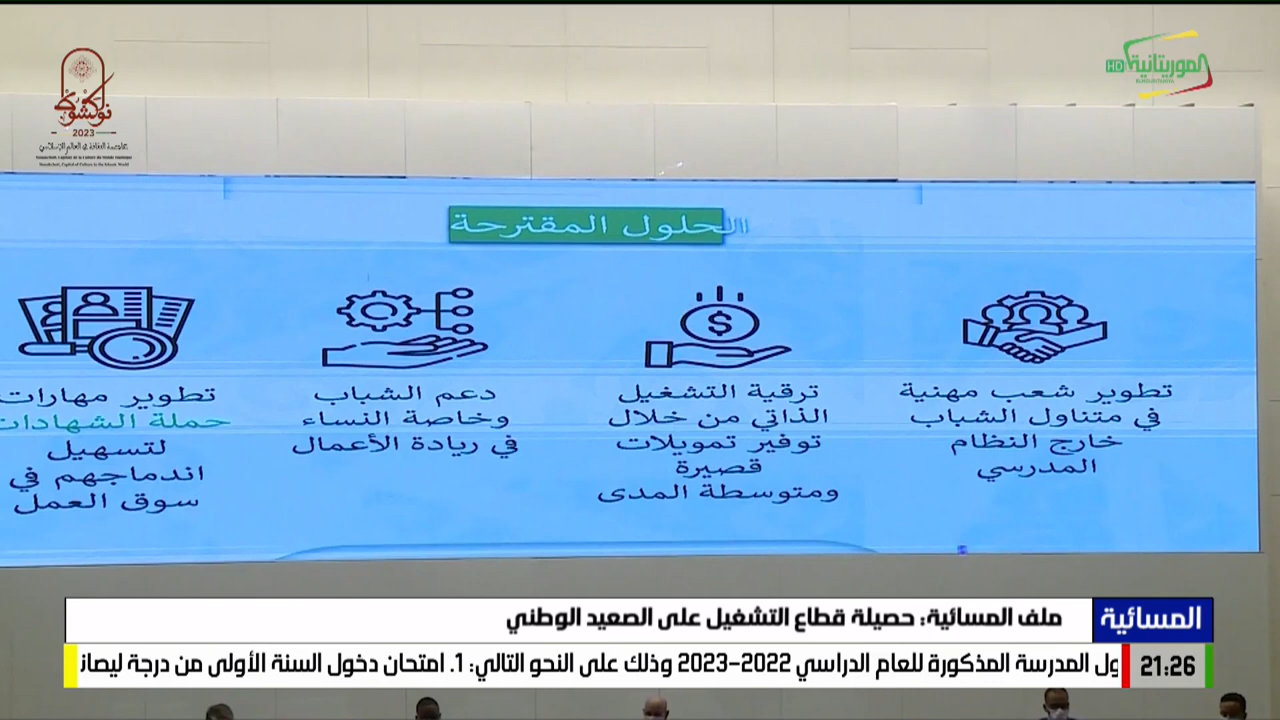 الموريتانية
HD
ELMOURITANIYA
نواكشوط
2023
الحلول المقترحة
تطوير شعب مهنية
في متناول الشباب
خارج النظام
المدرسي
ترقية التشغيل
الذاتي من خلال
توفير تمويلات
قصيرة
ومتوسطة المدى
دعم الشباب
وخاصة النساء
في ريادة الأعمال
تطوير مهارات
حملة الشهادات
لتسهيل
اندماجهم في
سوق العمل
المسائية
ملف المسائية: حصيلة قطاع التشغيل على الصعيد الوطني
21:26
ول المدرسة المذكورة للعام الدراسي 2022-2023 وذلك على النحو التالي: 1. امتحان دخول السنة الأولى من درجة ليصان